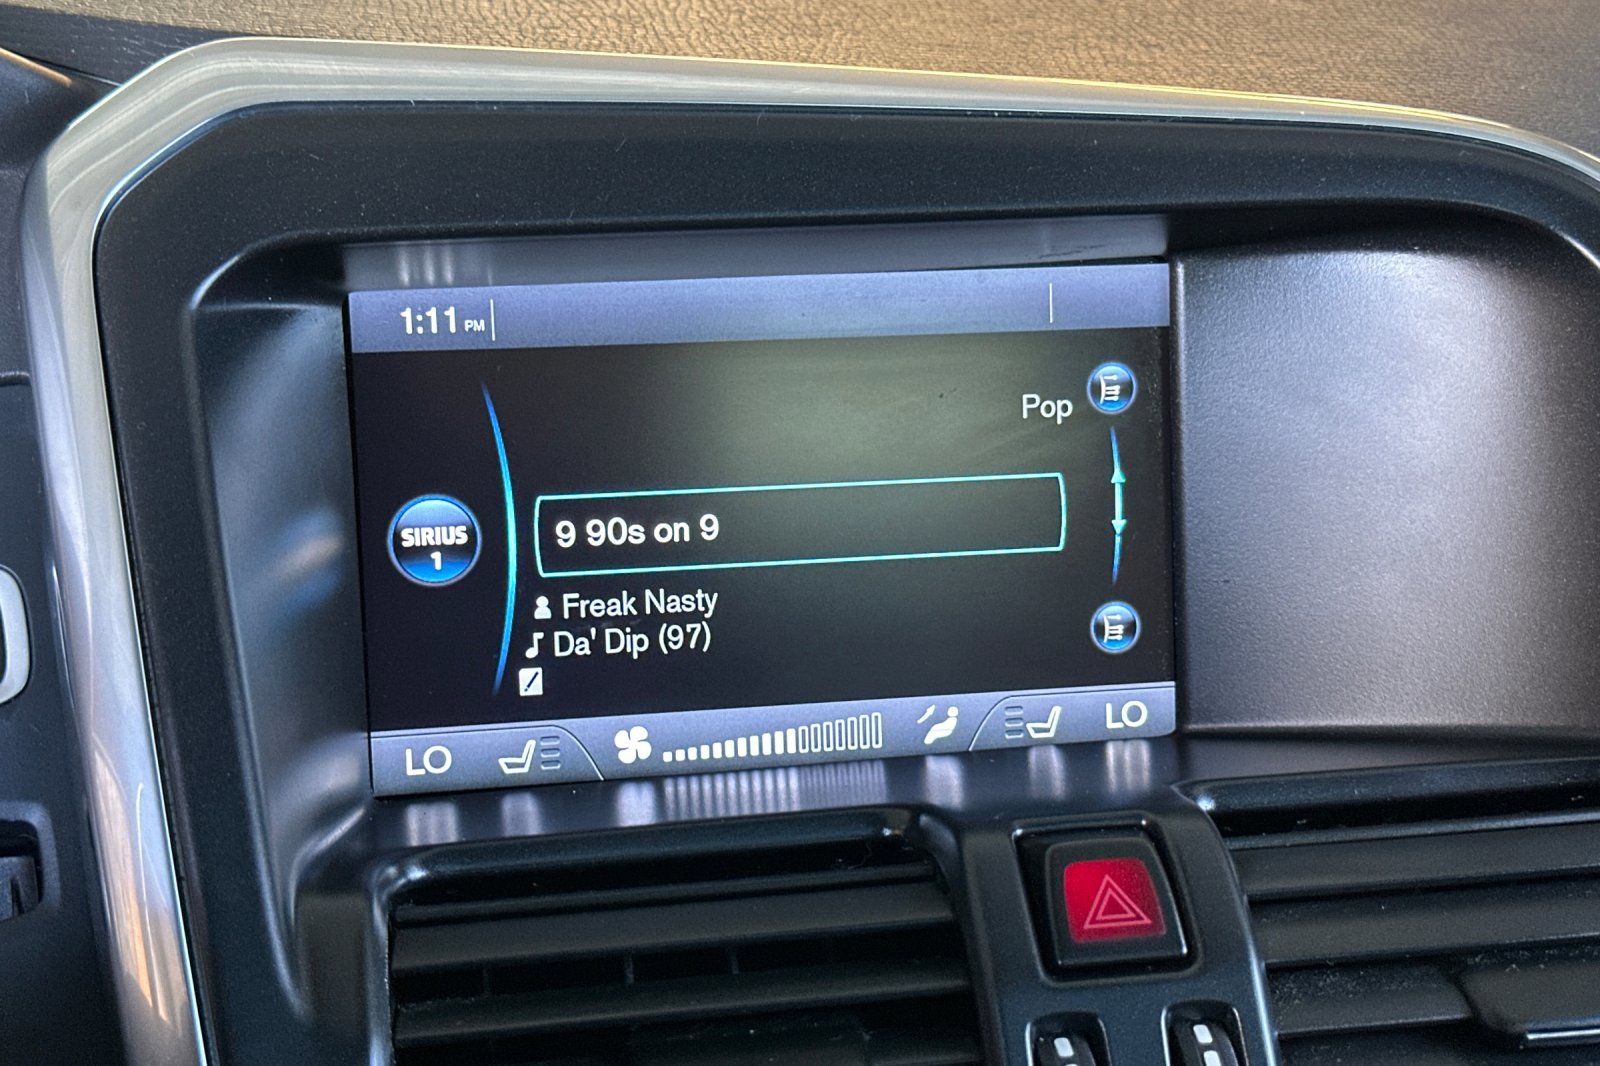 1:11 PM
Pop
SIRIUS
1
9 90s on 9
Freak Nasty
Da' Dip (97)
LO
LO